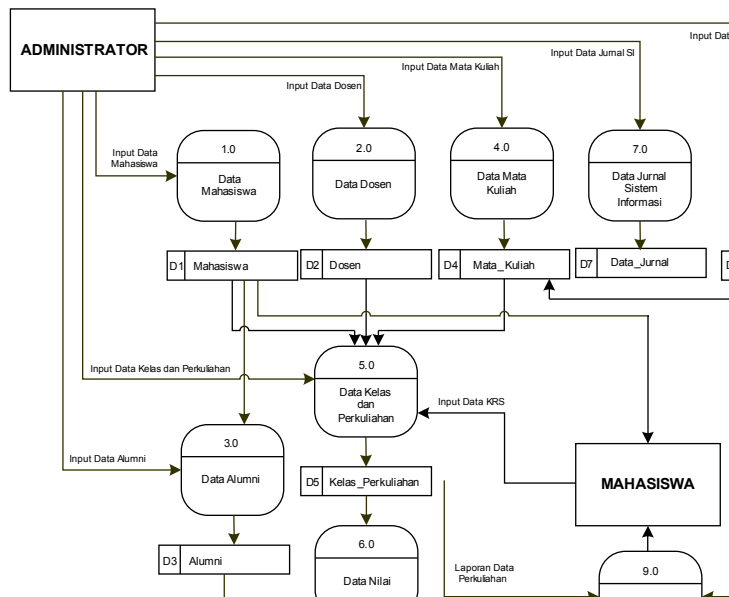 ADMINISTRATOR
Input Dat
Input Data Jurnal SI
Input Data Mata Kuliah
Input Data Dosen
Input Data
Mahasiswa
1.0
Data
Mahasiswa
2.0
Data Dosen
4.0
Data Mata
Kuliah
7.0
Data Jurnal
Sistem
Informasi
D1 Mahasiswa
D2 Dosen
D4 Mata_Kuliah
D7 Data_Jurnal
D
Input Data Kelas dan Perkuliahan
5.0
Data Kelas
dan
Perkuliahan
Input Data KRS
3.0
Data Alumni
Input Data Alumni
MAHASISWA
D5 Kelas_Perkuliahan
6.0
Data Nilai
D3 Alumni
Laporan Data
Perkuliahan
9.0